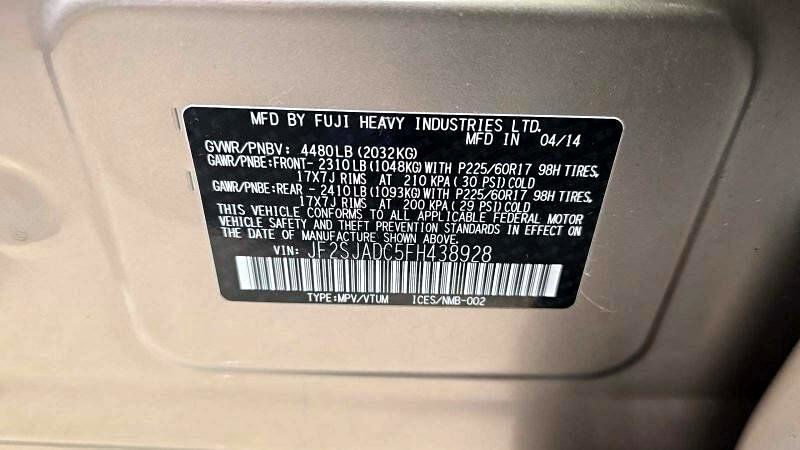 MFD BY FUJI HEAVY INDUSTRIES LTD.
MFD IN 04/14
GVWR/PNBV: 4480LB (2032KG)
GAWR/PNBE:FRONT- 2310LB (1048KG) WITH P225/60R17 98H TIRES,
17X7J RIMS AT 210 KPA ( 30 PSI) COLD
GAWR/PNBE:REAR - 2410LB (1093KG) WITH P225/60R17 98H TIRES,
17X7J RIMS AT 200 KPA (29 PSI) COLD
THIS VEHICLE CONFORMS TO ALL APPLICABLE FEDERAL MOTOR
VEHICLE SAFETY AND THEFT PREVENTION STANDARDS IN EFFECT ON
THE DATE OF MANUFACTURE SHOWN ABOVE.
VIN: JF2SJADC5FH438928
TYPE:MPV/VTUM ICES/NMB-002